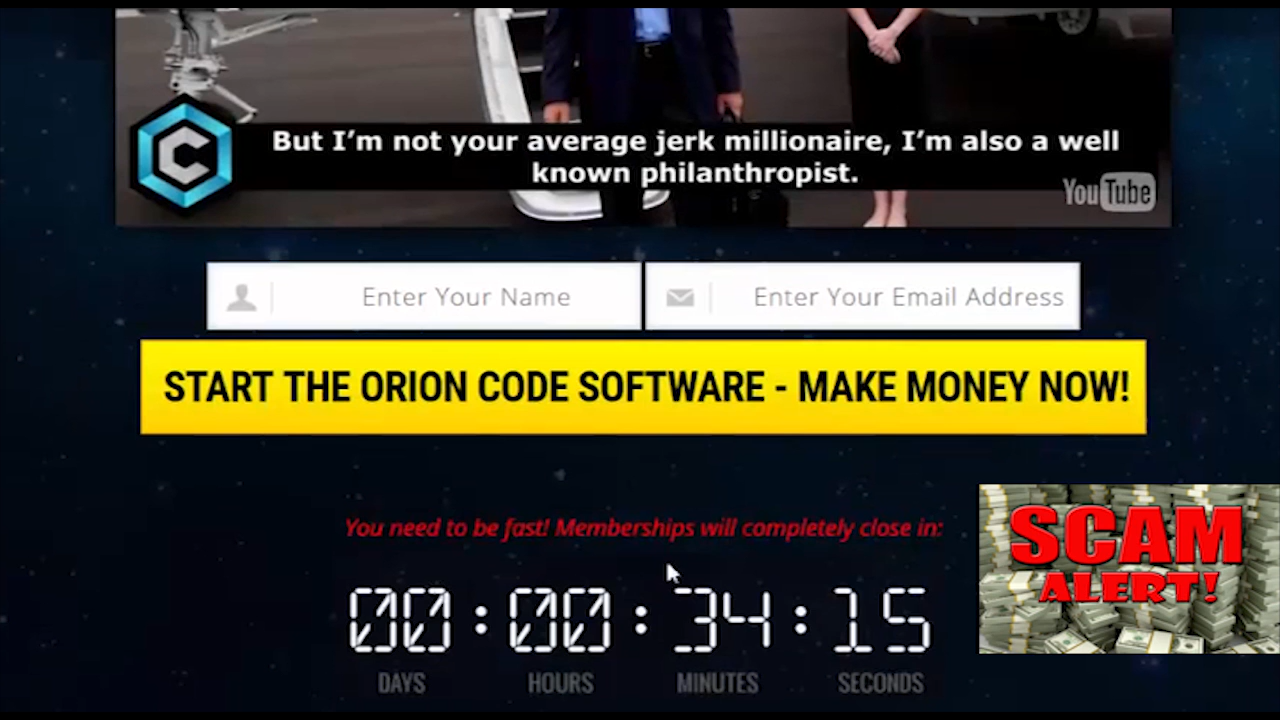 But I'm not your average jerk millionaire, I'm also a well
known philanthropist.
YouTube
Enter Your Name
Enter Your Email Address
START THE ORION CODE SOFTWARE - MAKE MONEY NOW!
You need to be fast! Memberships will completely close in:
00 : 00 : 34 : 15
DAYS HOURS MINUTES SECONDS
SCAM
ALERT!